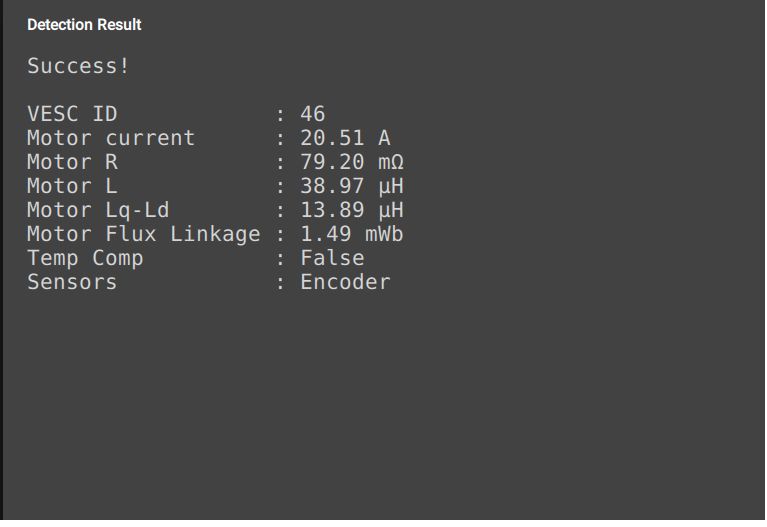 Detection Result
Success!
VESC ID : 46
Motor current : 20.51 A
Motor R : 79.20 mΩ
Motor L : 38.97 µH
Motor Lq-Ld : 13.89 µH
Motor Flux Linkage : 1.49 mWb
Temp Comp : False
Sensors : Encoder